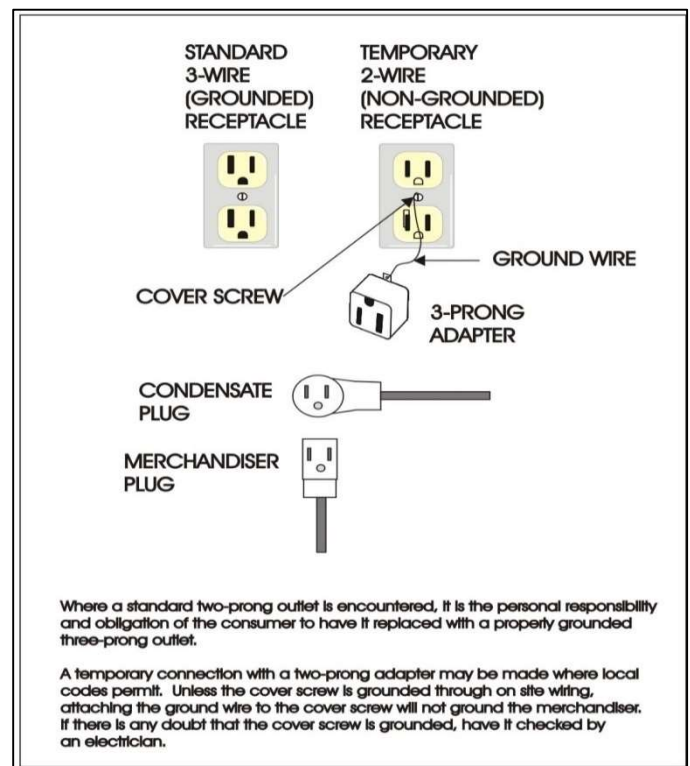 STANDARD
3-WIRE
(GROUNDED)
RECEPTACLE
TEMPORARY
2-WIRE
(NON-GROUNDED)
RECEPTACLE
GROUND WIRE
COVER SCREW
3-PRONG
ADAPTER
CONDENSATE
PLUG
MERCHANDISER
PLUG
Where a standard two-prong outlet is encountered, it is the personal responsibility
and obligation of the consumer to have it replaced with a properly grounded
three-prong outlet.
A temporary connection with a two-prong adapter may be made where local
codes permit. Unless the cover screw is grounded through on site wiring,
attaching the ground wire to the cover screw will not ground the merchandiser.
If there is any doubt that the cover screw is grounded, have it checked by
an electrician.